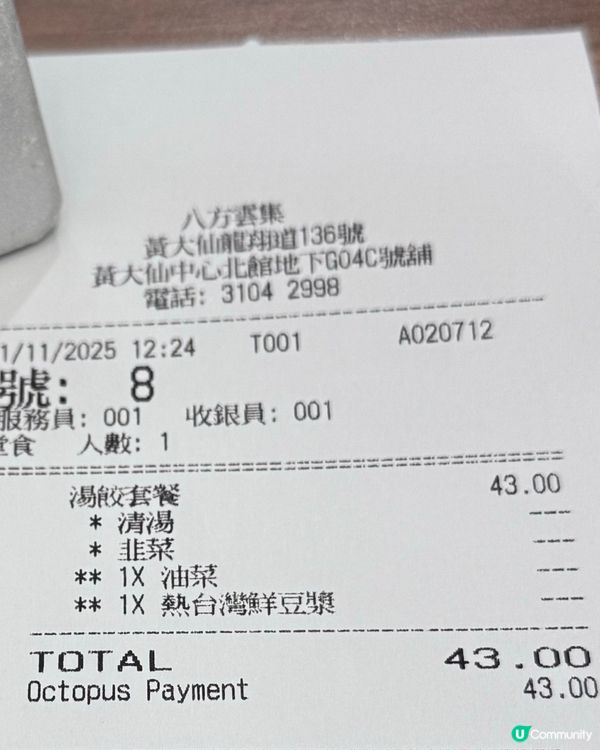 八方雲集
黃大仙龍翔道136號
黃大仙中心北館地下G04C號舖
電話: 3104 2998
1/11/2025 12:24 T001 A020712
號: 8
服務員: 001 收銀員: 001
堂食 人數: 1
湯餃套餐 43.00
* 清湯 ---
* 韭菜 ---
** 1X 油菜 ---
** 1X 熱台灣鮮豆漿 ---
TOTAL 43.00
Octopus Payment 43.00
U Community